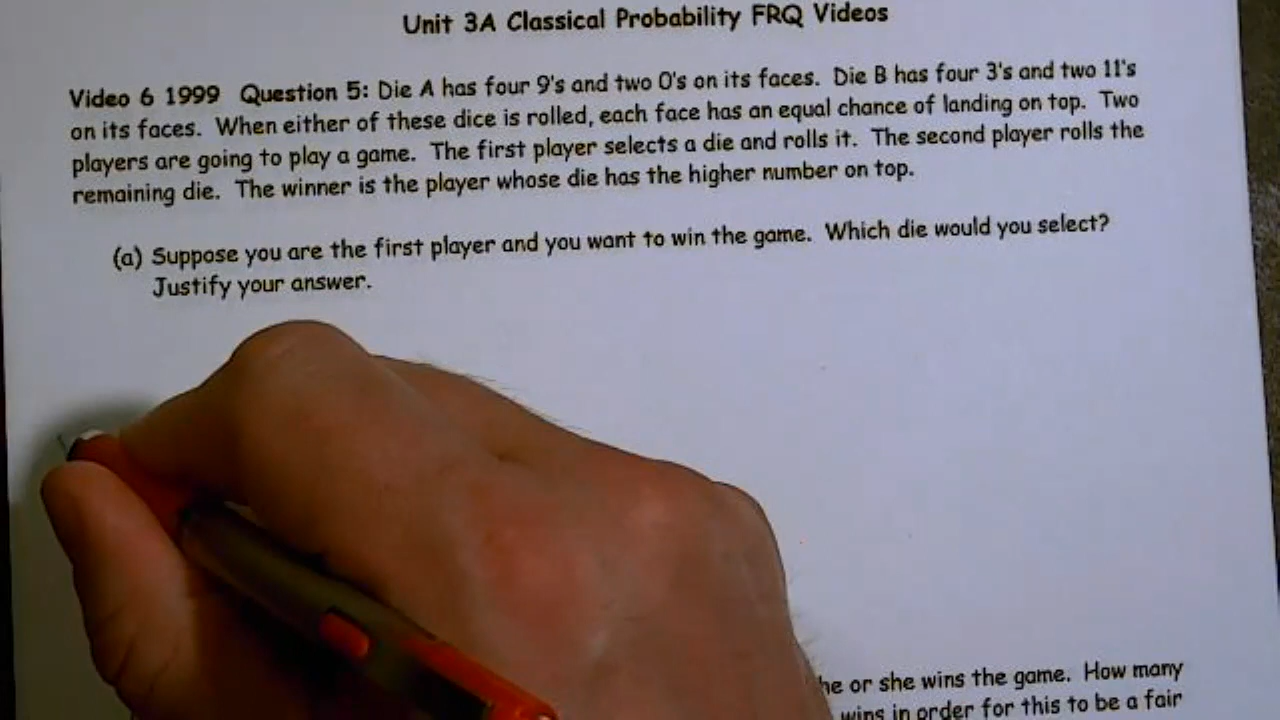 Unit 3A Classical Probability FRQ Videos
Video 6 1999 Question 5: Die A has four 9's and two 0's on its faces. Die B has four 3's and two 11's
on its faces. When either of these dice is rolled, each face has an equal chance of landing on top. Two
players are going to play a game. The first player selects a die and rolls it. The second player rolls the
remaining die. The winner is the player whose die has the higher number on top.
(a) Suppose you are the first player and you want to win the game. Which die would you select?
Justify your answer.
he or she wins the game. How many
wins in order for this to be a fair